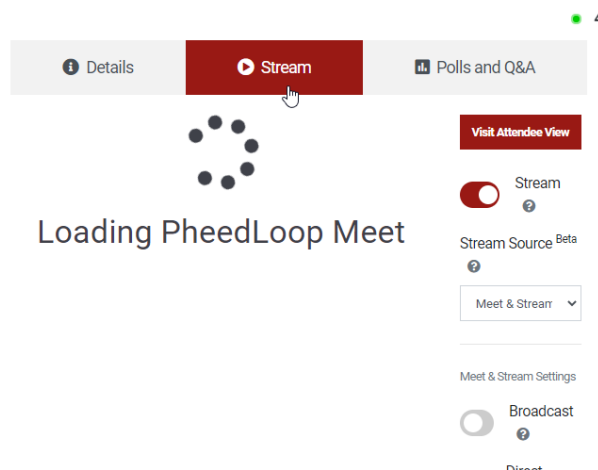 Details
Stream
Polls and Q&A
Visit Attendee View
Loading PheedLoop Meet
Stream
Stream Source Beta
Meet & Stream
Meet & Stream Settings
Broadcast